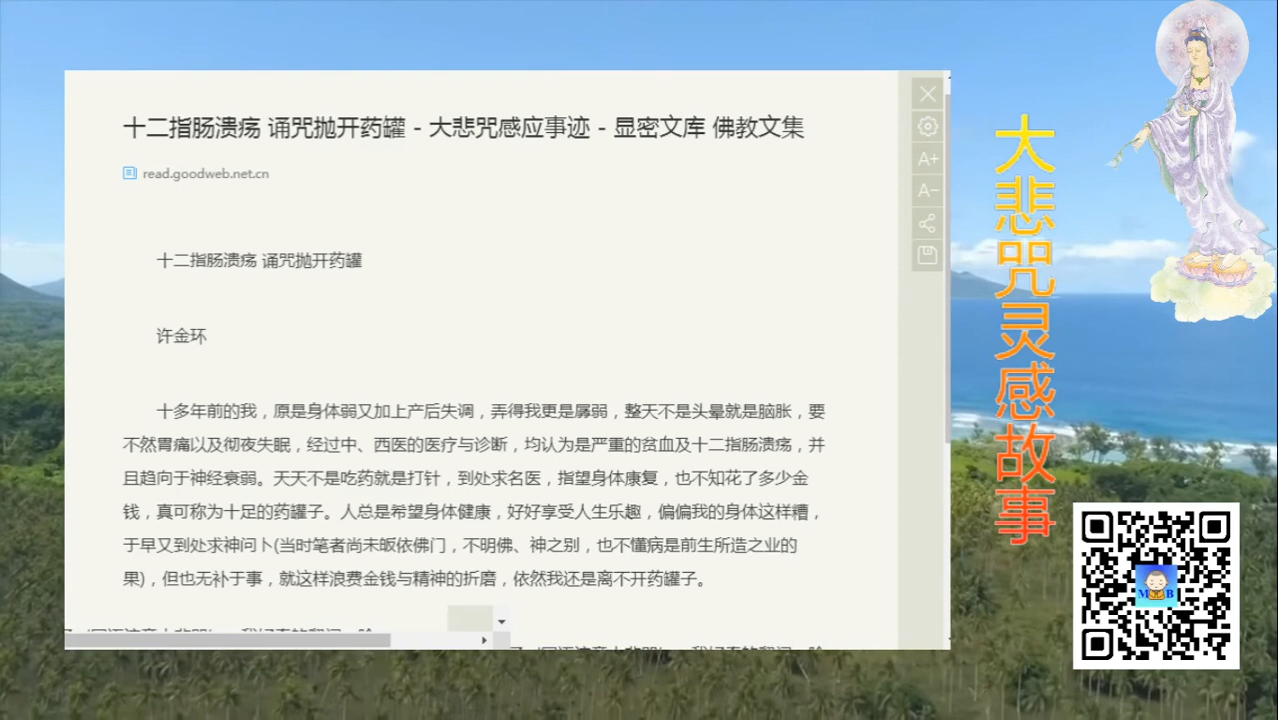 十二指肠溃疡 诵咒抛开药罐 - 大悲咒感应事迹 - 显密文库 佛教文集
read.goodweb.net.cn
十二指肠溃疡 诵咒抛开药罐
许金环
十多年前的我，原是身体弱又加上产后失调，弄得我更是孱弱，整天不是头晕就是脑胀，要
不然胃痛以及彻夜失眠，经过中、西医的医疗与诊断，均认为是严重的贫血及十二指肠溃疡，并
且趋向于神经衰弱。天天不是吃药就是打针，到处求名医，指望身体康复，也不知花了多少金
钱，真可称为十足的药罐子。人总是希望身体健康，好好享受人生乐趣，偏偏我的身体这样糟，
于早又到处求神问卜(当时笔者尚未皈依佛门，不明佛、神之别，也不懂病是前生所造之业的
果)，但也无补于事，就这样浪费金钱与精神的折磨，依然我还是离不开药罐子。
A+
A-
大悲咒灵感故事
M B